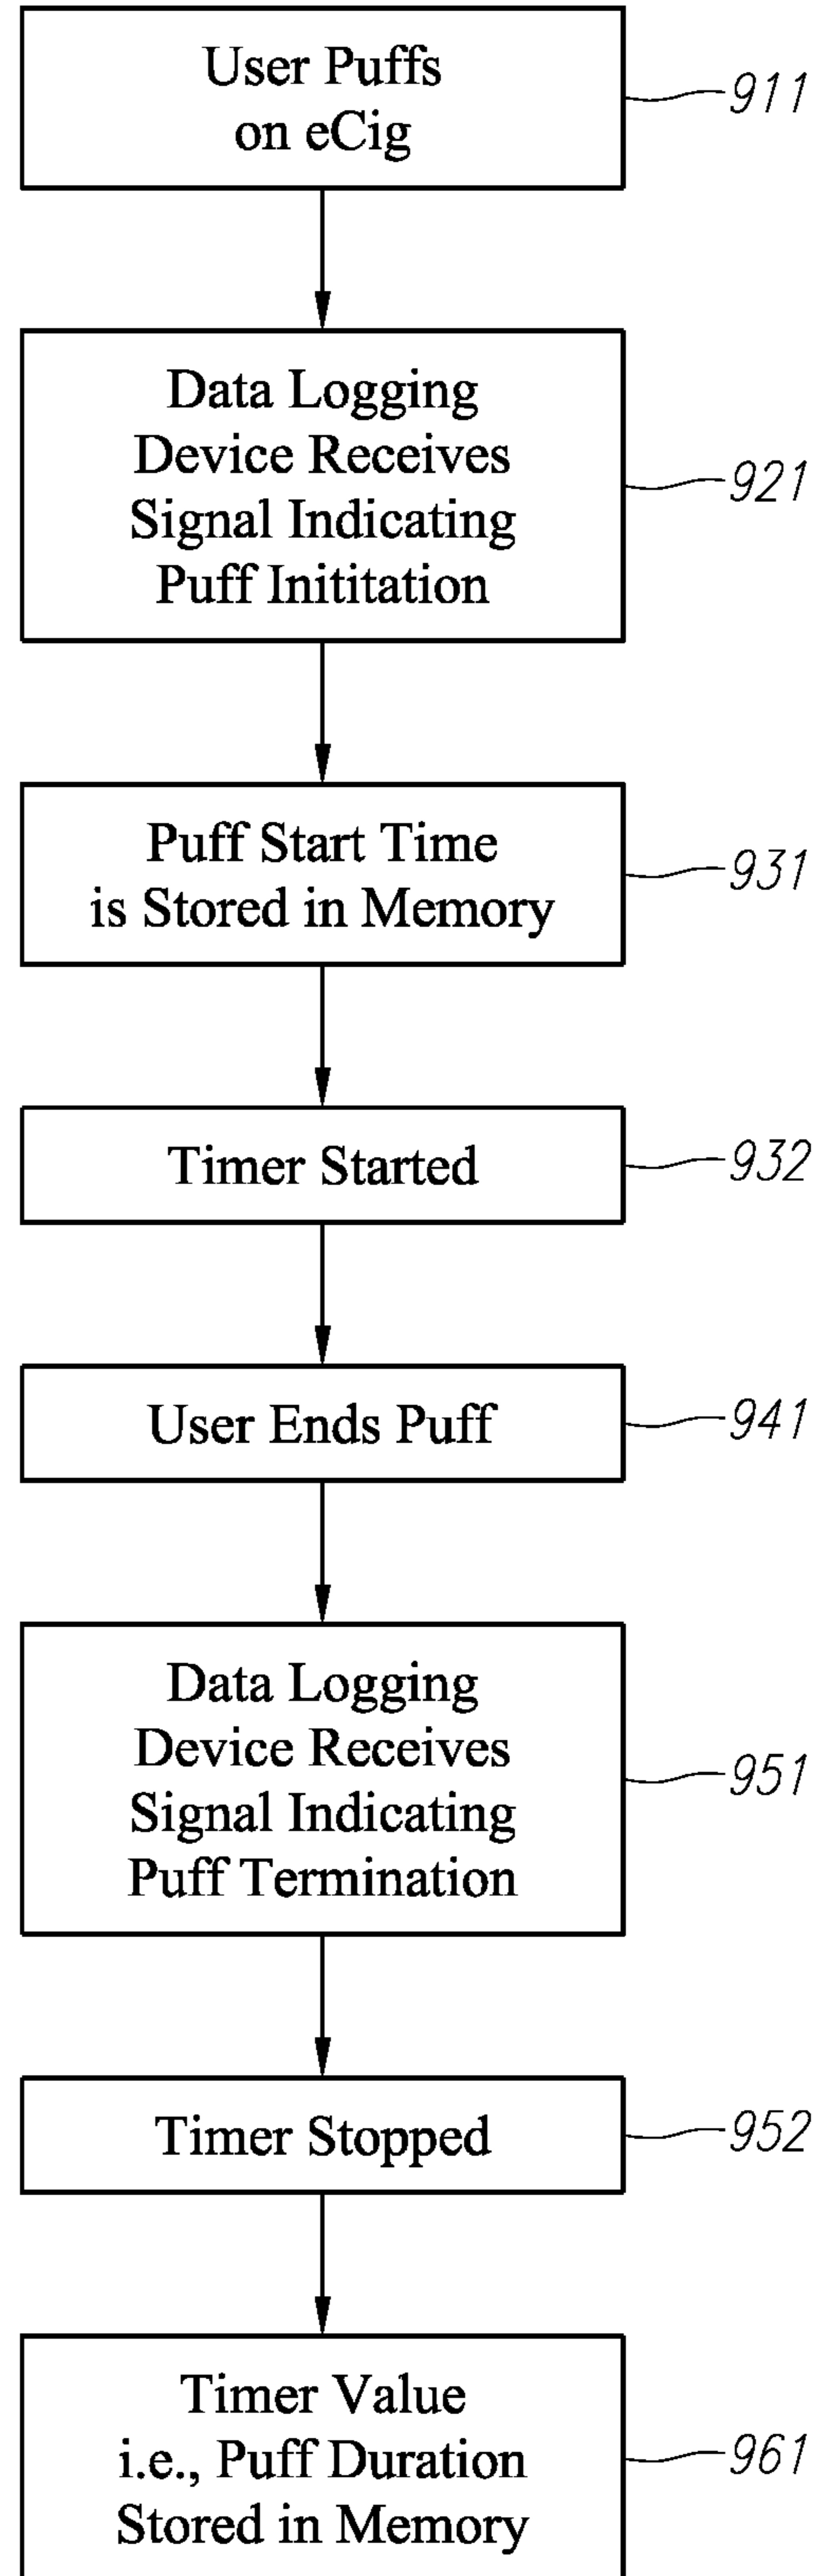 User Puffs
on eCig
911
Data Logging
Device Receives
Signal Indicating
Puff Inititation
921
Puff Start Time
is Stored in Memory
931
Timer Started
932
User Ends Puff
941
Data Logging
Device Receives
Signal Indicating
Puff Termination
951
Timer Stopped
952
Timer Value
i.e., Puff Duration
Stored in Memory
961